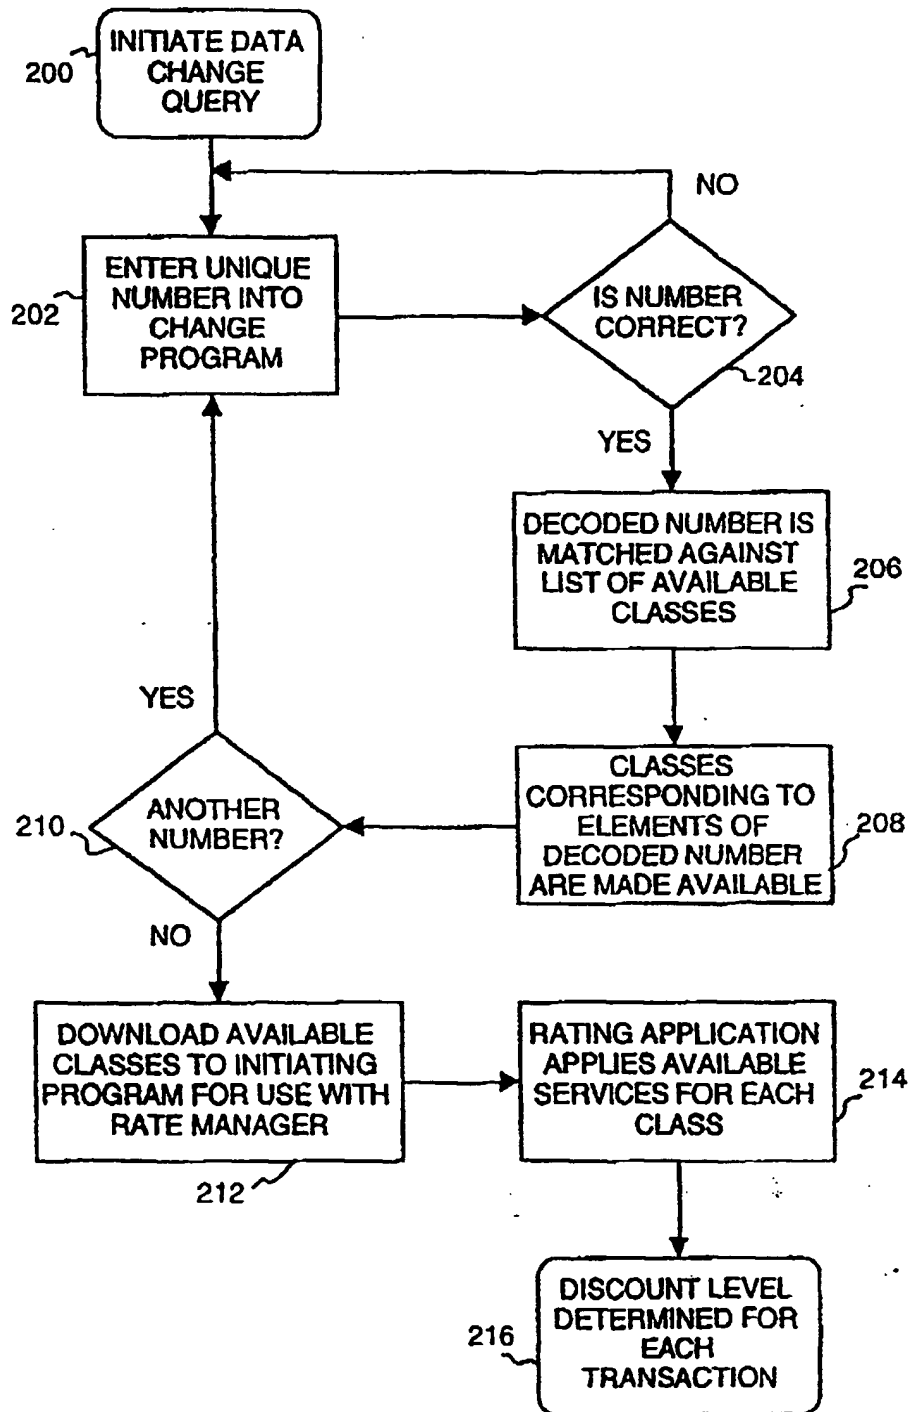 INITIATE DATA
CHANGE
QUERY
200
NO
ENTER UNIQUE
NUMBER INTO
CHANGE
PROGRAM
202
IS NUMBER
CORRECT?
204
YES
DECODED NUMBER IS
MATCHED AGAINST
LIST OF AVAILABLE
CLASSES
206
CLASSES
CORRESPONDING TO
ELEMENTS OF
DECODED NUMBER
ARE MADE AVAILABLE
208
YES
ANOTHER
NUMBER?
210
NO
DOWNLOAD AVAILABLE
CLASSES TO INITIATING
PROGRAM FOR USE WITH
RATE MANAGER
212
RATING APPLICATION
APPLIES AVAILABLE
SERVICES FOR EACH
CLASS
214
DISCOUNT LEVEL
DETERMINED FOR
EACH
TRANSACTION
216